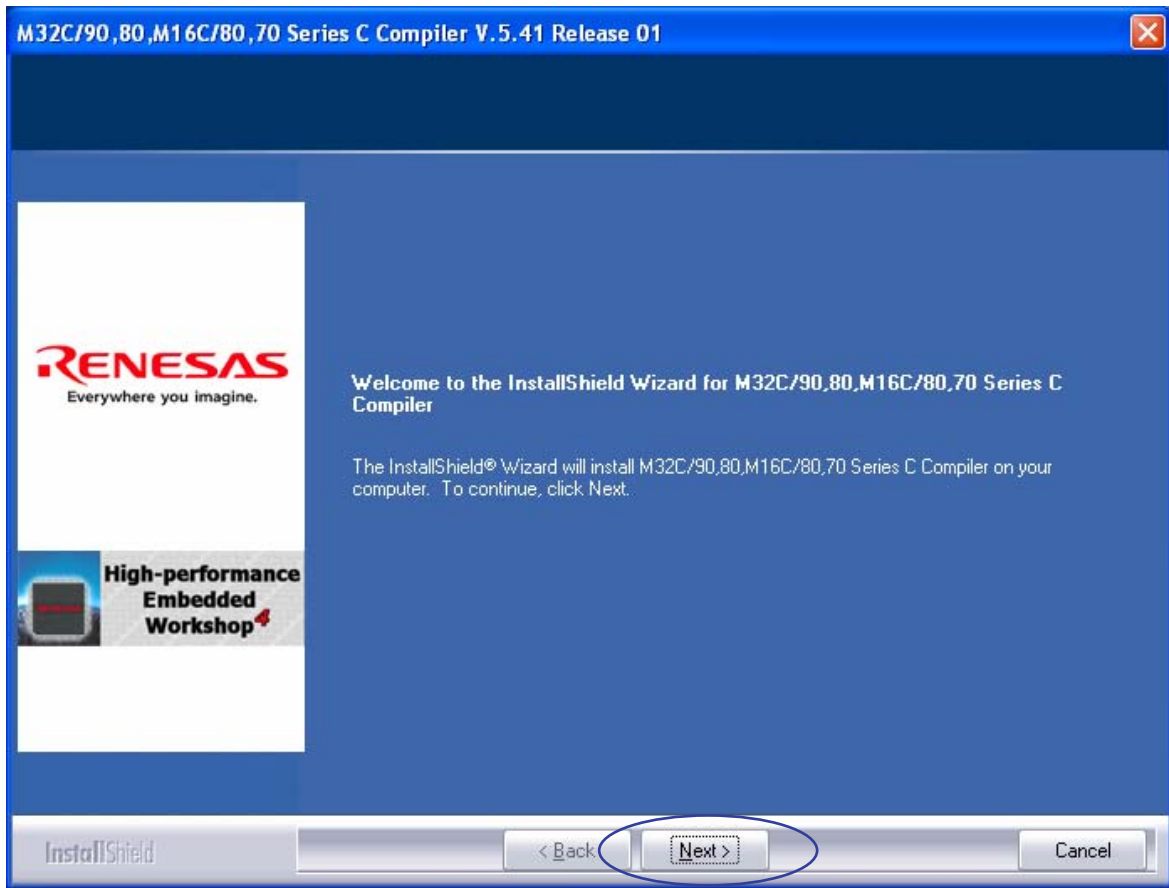 M32C/90,80,M16C/80,70 Series C Compiler V.5.41 Release 01
RENESAS
Everywhere you imagine.
High-performance
Embedded
Workshop4
Welcome to the InstallShield Wizard for M32C/90,80,M16C/80,70 Series C
Compiler
The InstallShield® Wizard will install M32C/90,80,M16C/80,70 Series C Compiler on your
computer. To continue, click Next.
InstallShield
< Back
Next >
Cancel